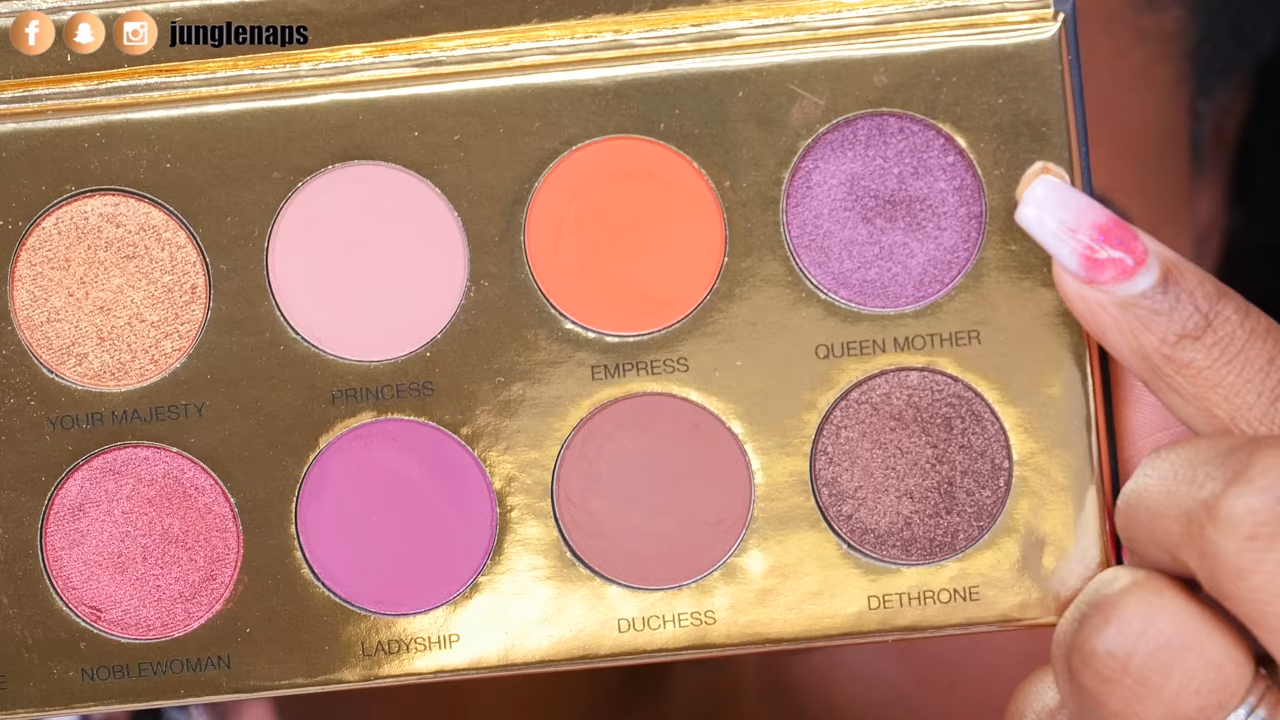 junglenaps
YOUR MAJESTY
PRINCESS
EMPRESS
QUEEN MOTHER
NOBLEWOMAN
LADYSHIP
DUCHESS
DETHRONE